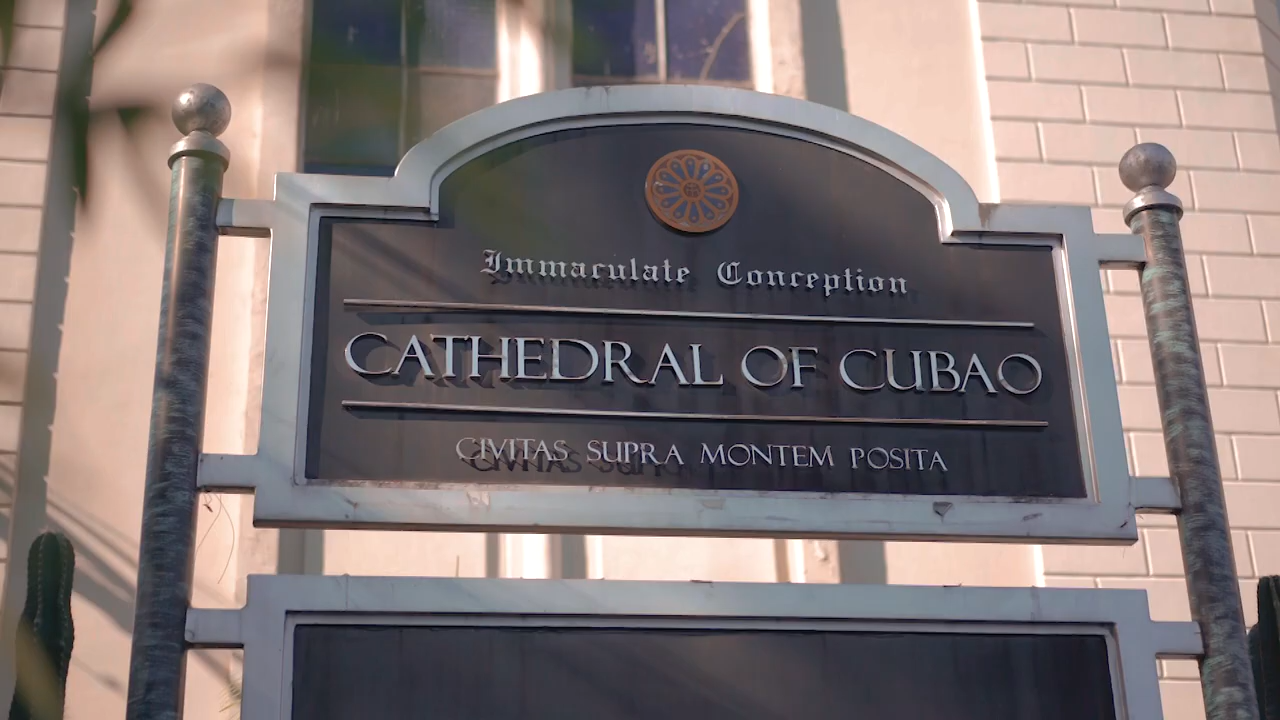 Immaculate Conception
CATHEDRAL OF CUBAO
CIVITAS SUPRA MONTEM POSITA